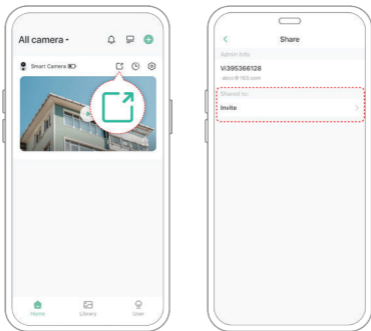 All camera
Smart Camera
Home
Library
User
Share
Admin Info
Vi395366128
Shared to:
Invite